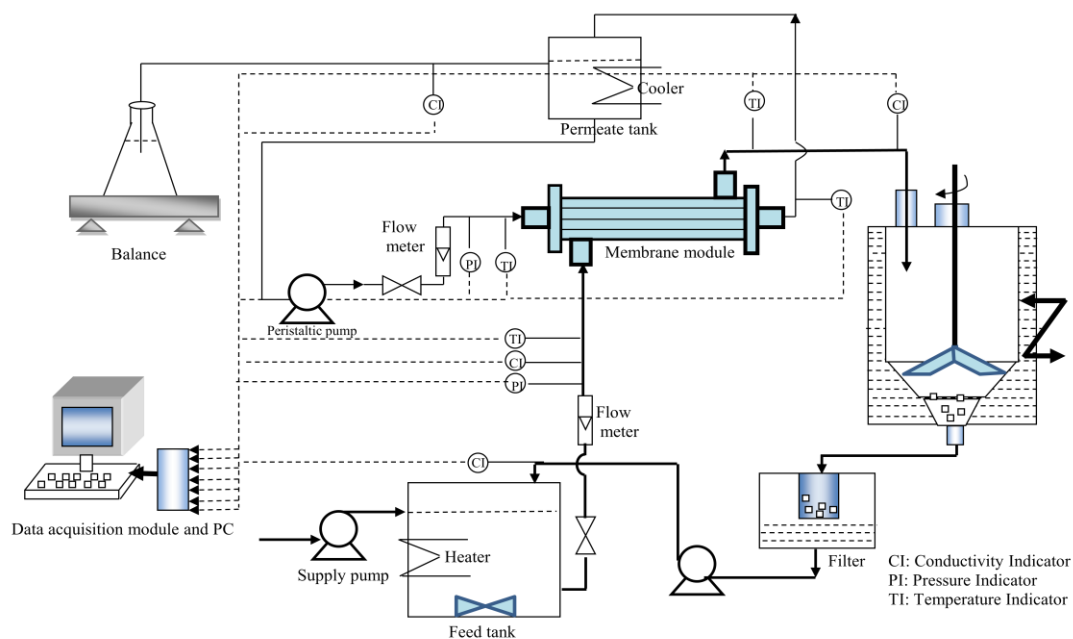 CI
Cooler
TI
CI
Permeate tank
TI
Flow
meter
Membrane module
Balance
PI
TI
Peristaltic pump
TI
CI
PI
Flow
meter
CI
Data acquisition module and PC
Heater
Supply pump
Filter
Feed tank
CI: Conductivity Indicator
PI: Pressure Indicator
TI: Temperature Indicator